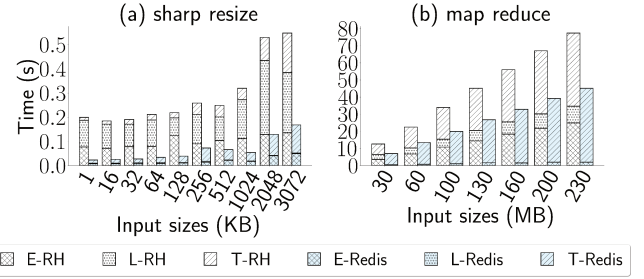 (a) sharp resize
(b) map reduce
Time (s)
0.5
0.4
0.3
0.2
0.1
0.0
80
70
60
50
40
30
20
10
0
1 16 32 64 128 256 512 1024 2048 3072
30 60 100 130 160 200 230
Input sizes (KB)
Input sizes (MB)
E-RH L-RH T-RH E-Redis L-Redis T-Redis